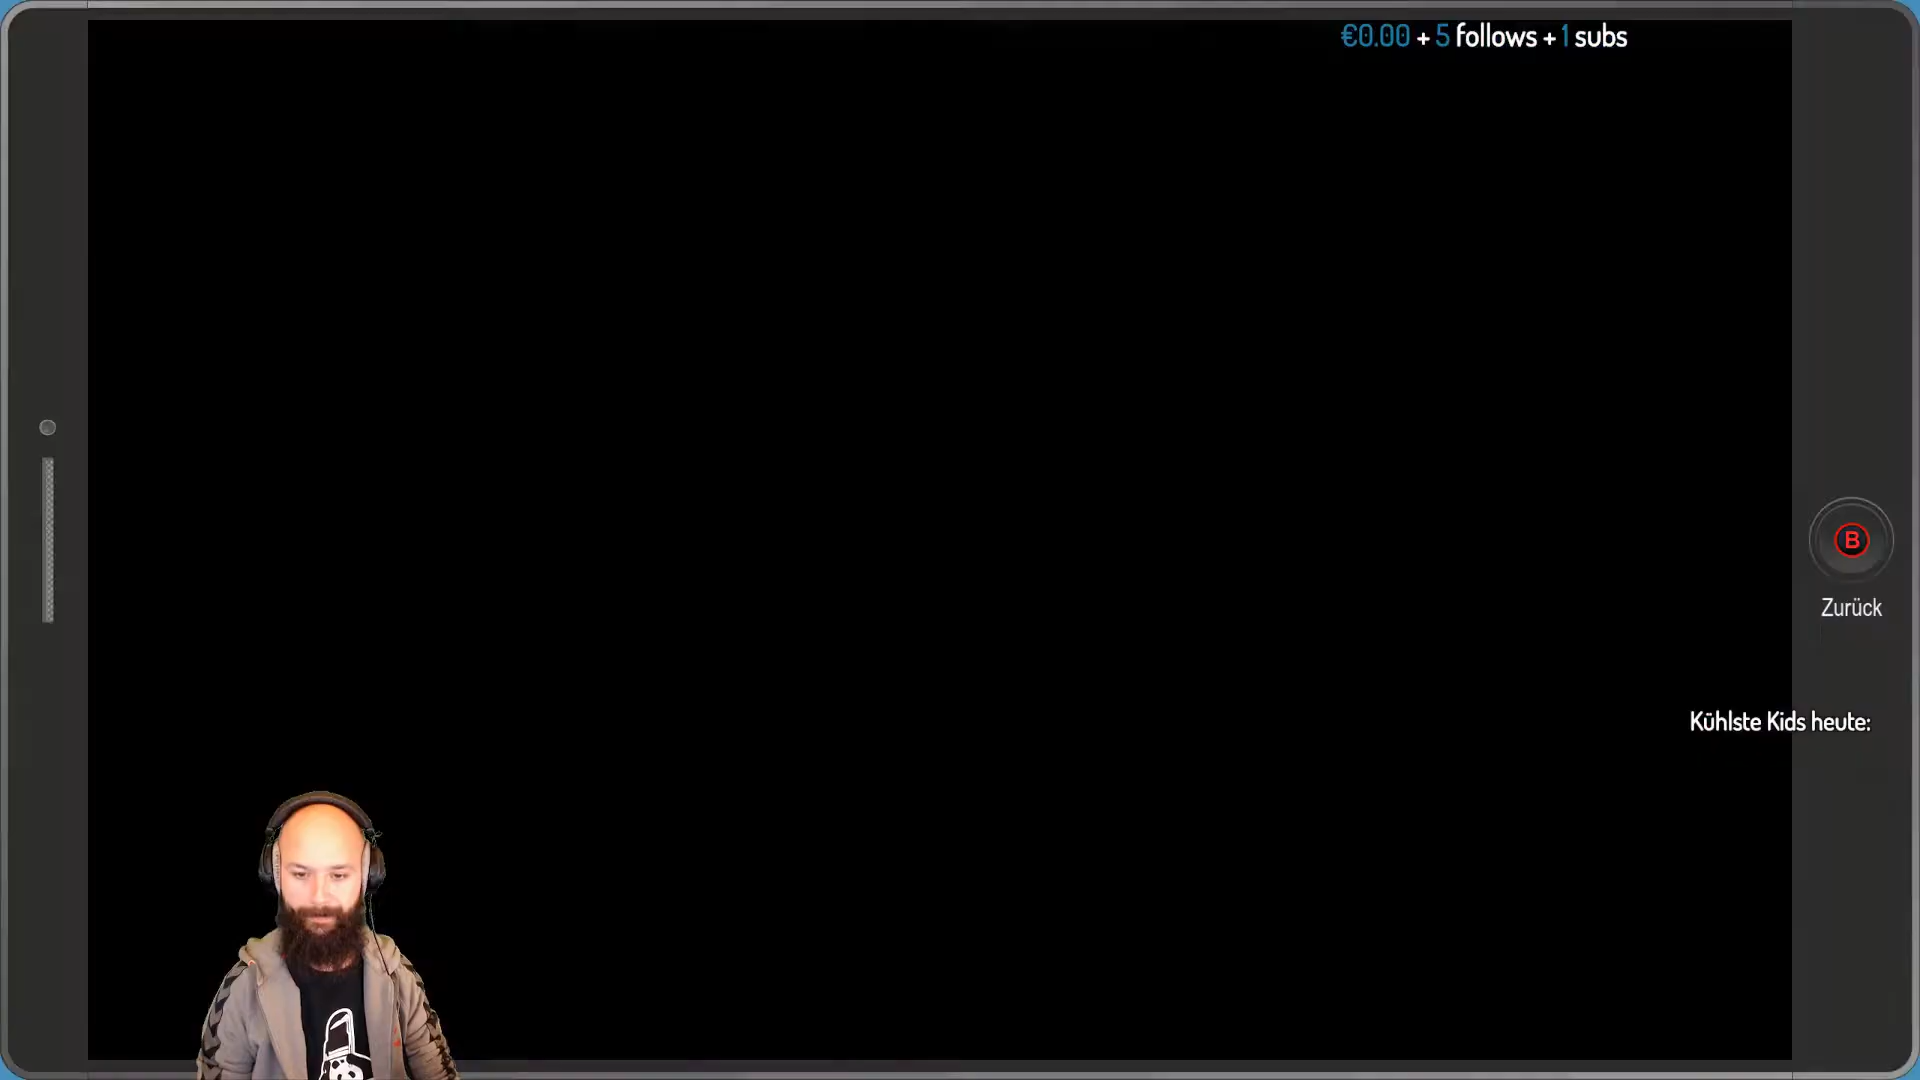 €0.00 + 5 follows + 1 subs
B
Zurück
Kühlste Kids heute: